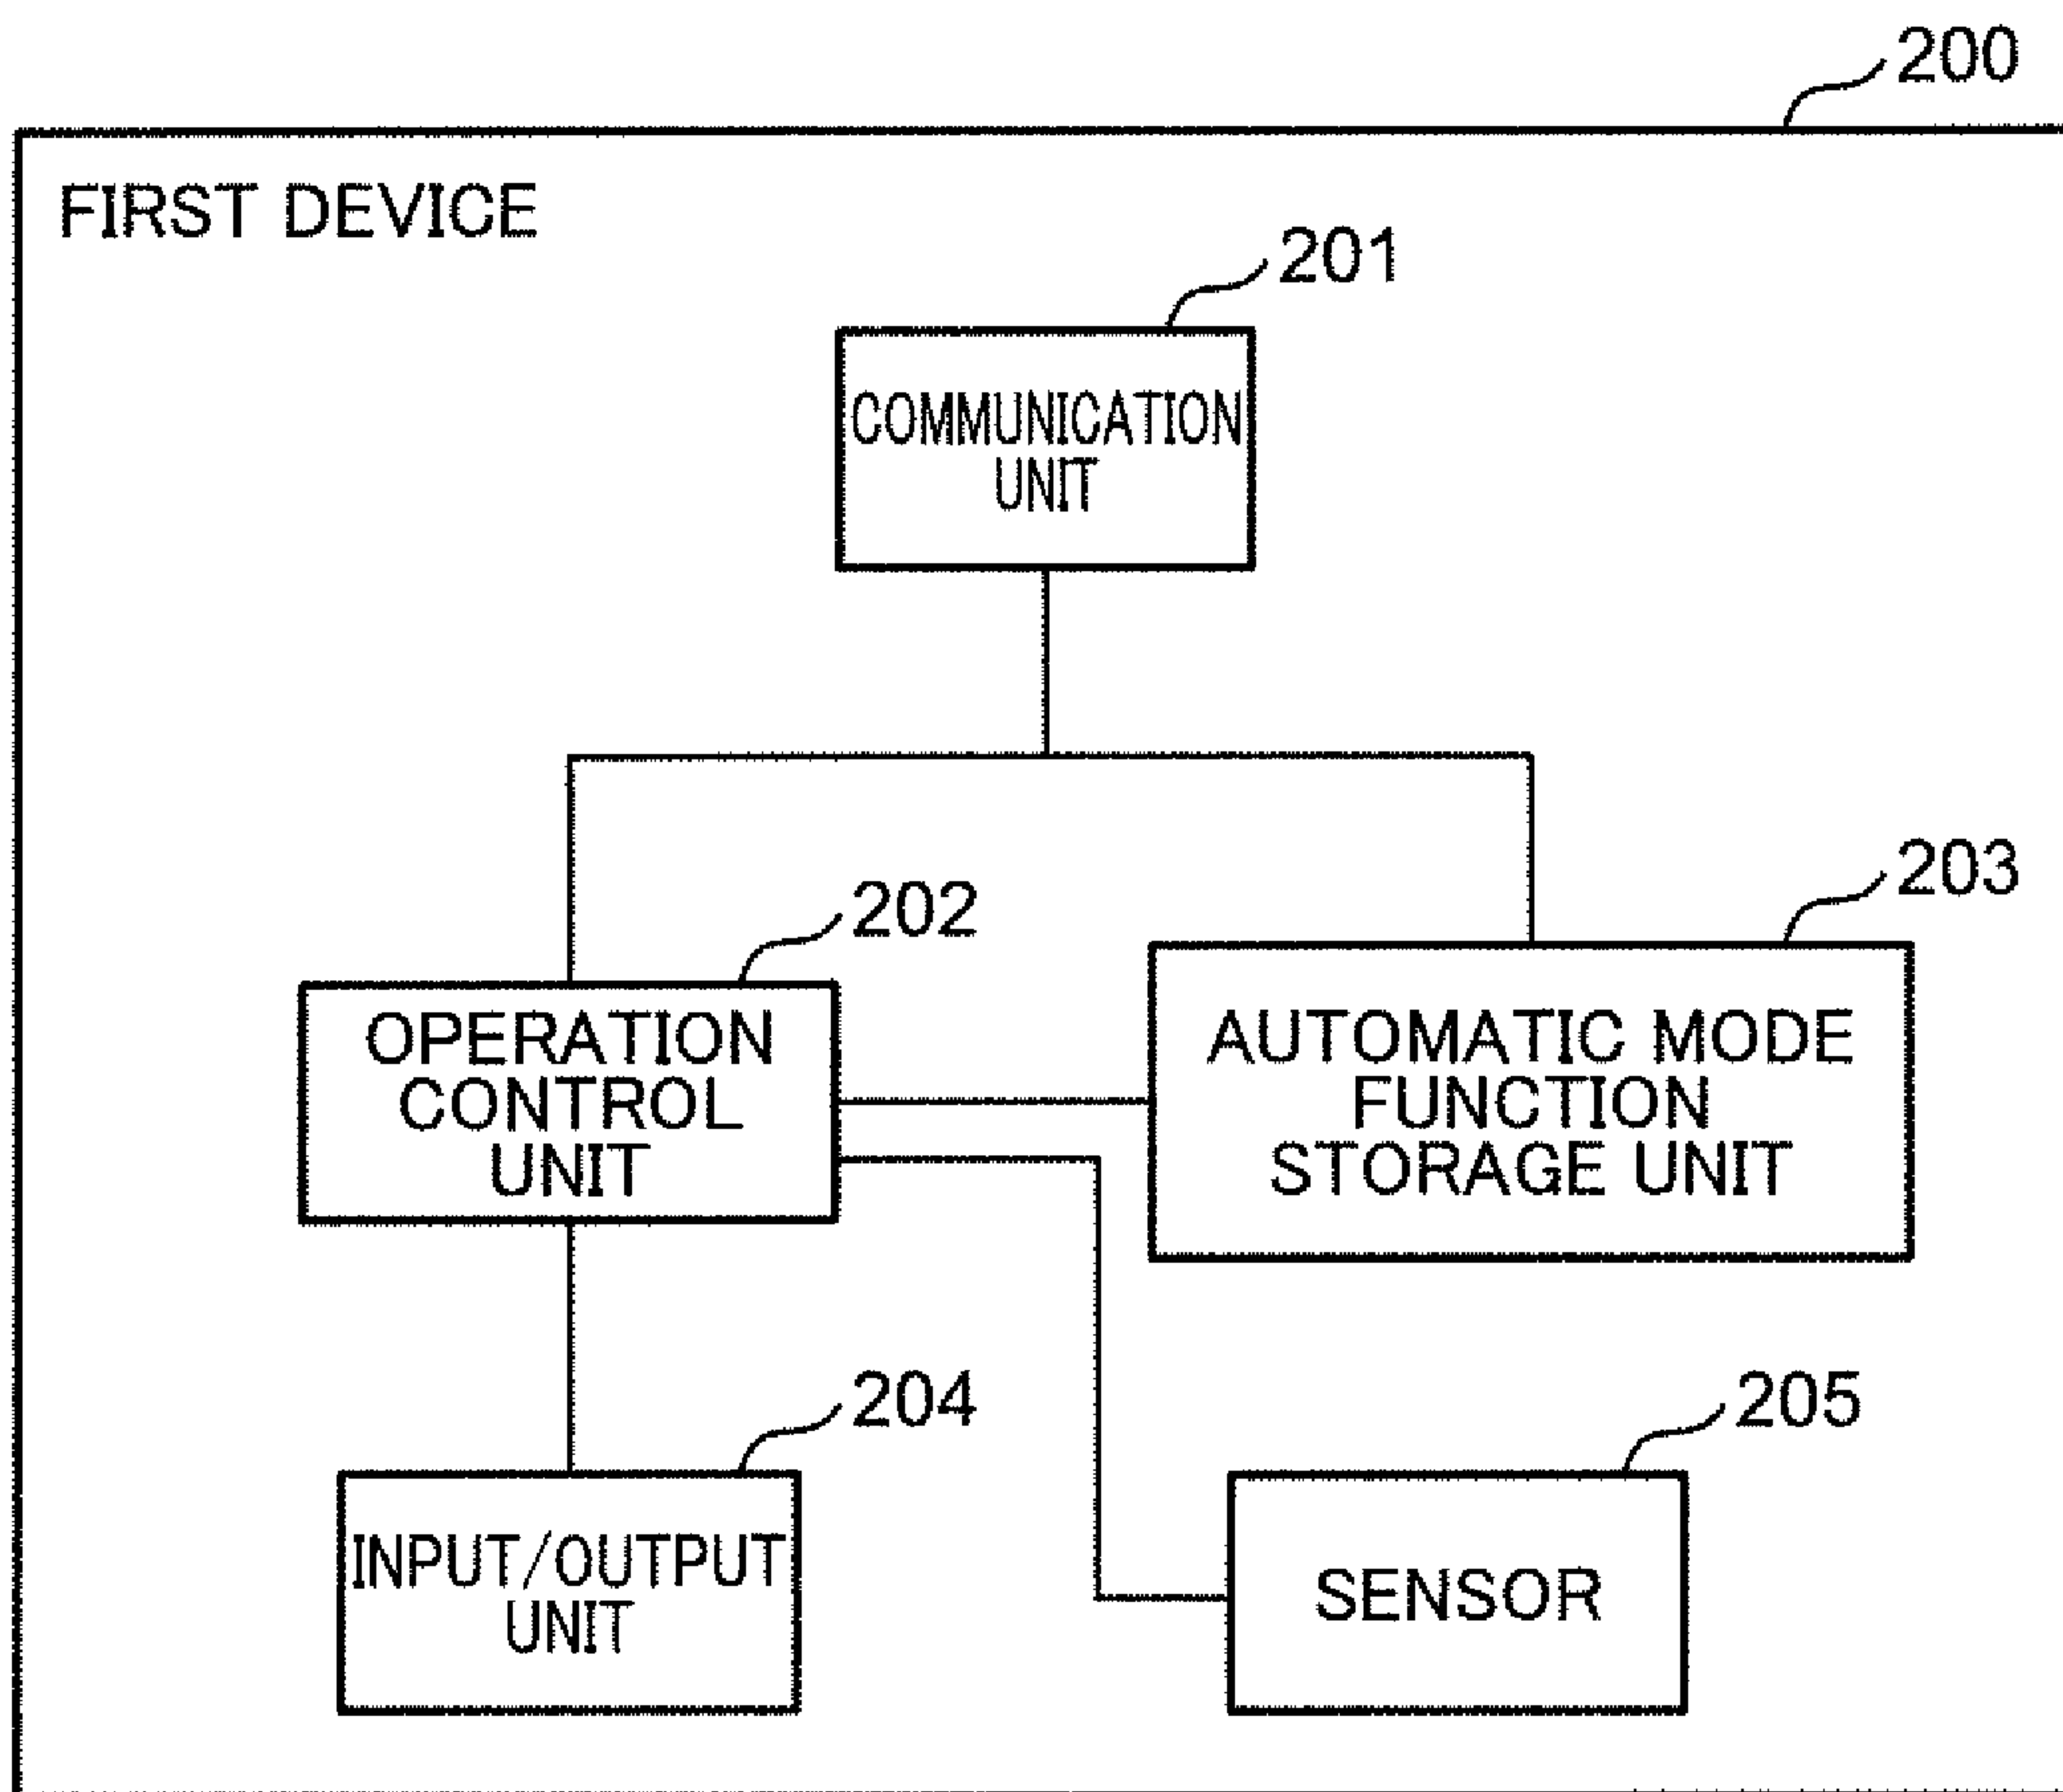 200
FIRST DEVICE
201
COMMUNICATION
UNIT
202
203
OPERATION
CONTROL
UNIT
AUTOMATIC MODE
FUNCTION
STORAGE UNIT
204
205
INPUT/OUTPUT
UNIT
SENSOR